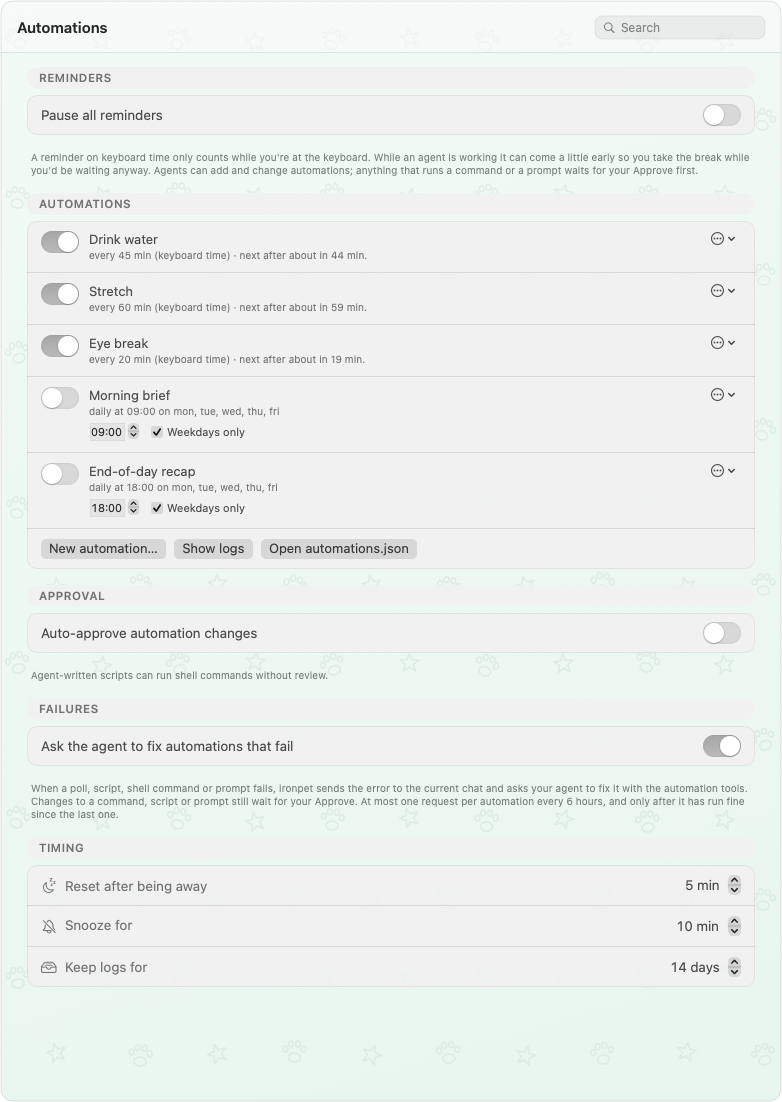 Automations
Search
REMINDERS
Pause all reminders
A reminder on keyboard time only counts while you're at the keyboard. While an agent is working it can come a little early so you take the break while
you'd be waiting anyway. Agents can add and change automations; anything that runs a command or a prompt waits for your Approve first.
AUTOMATIONS
Drink water
every 45 min (keyboard time) · next after about in 44 min.
Stretch
every 60 min (keyboard time) · next after about in 59 min.
Eye break
every 20 min (keyboard time) · next after about in 19 min.
Morning brief
daily at 09:00 on mon, tue, wed, thu, fri
09:00 Weekdays only
End-of-day recap
daily at 18:00 on mon, tue, wed, thu, fri
18:00 Weekdays only
New automation... Show logs Open automations.json
APPROVAL
Auto-approve automation changes
Agent-written scripts can run shell commands without review.
FAILURES
Ask the agent to fix automations that fail
When a poll, script, shell command or prompt fails, ironpet sends the error to the current chat and asks your agent to fix it with the automation tools.
Changes to a command, script or prompt still wait for your Approve. At most one request per automation every 6 hours, and only after it has run fine
since the last one.
TIMING
Reset after being away 5 min
Snooze for 10 min
Keep logs for 14 days